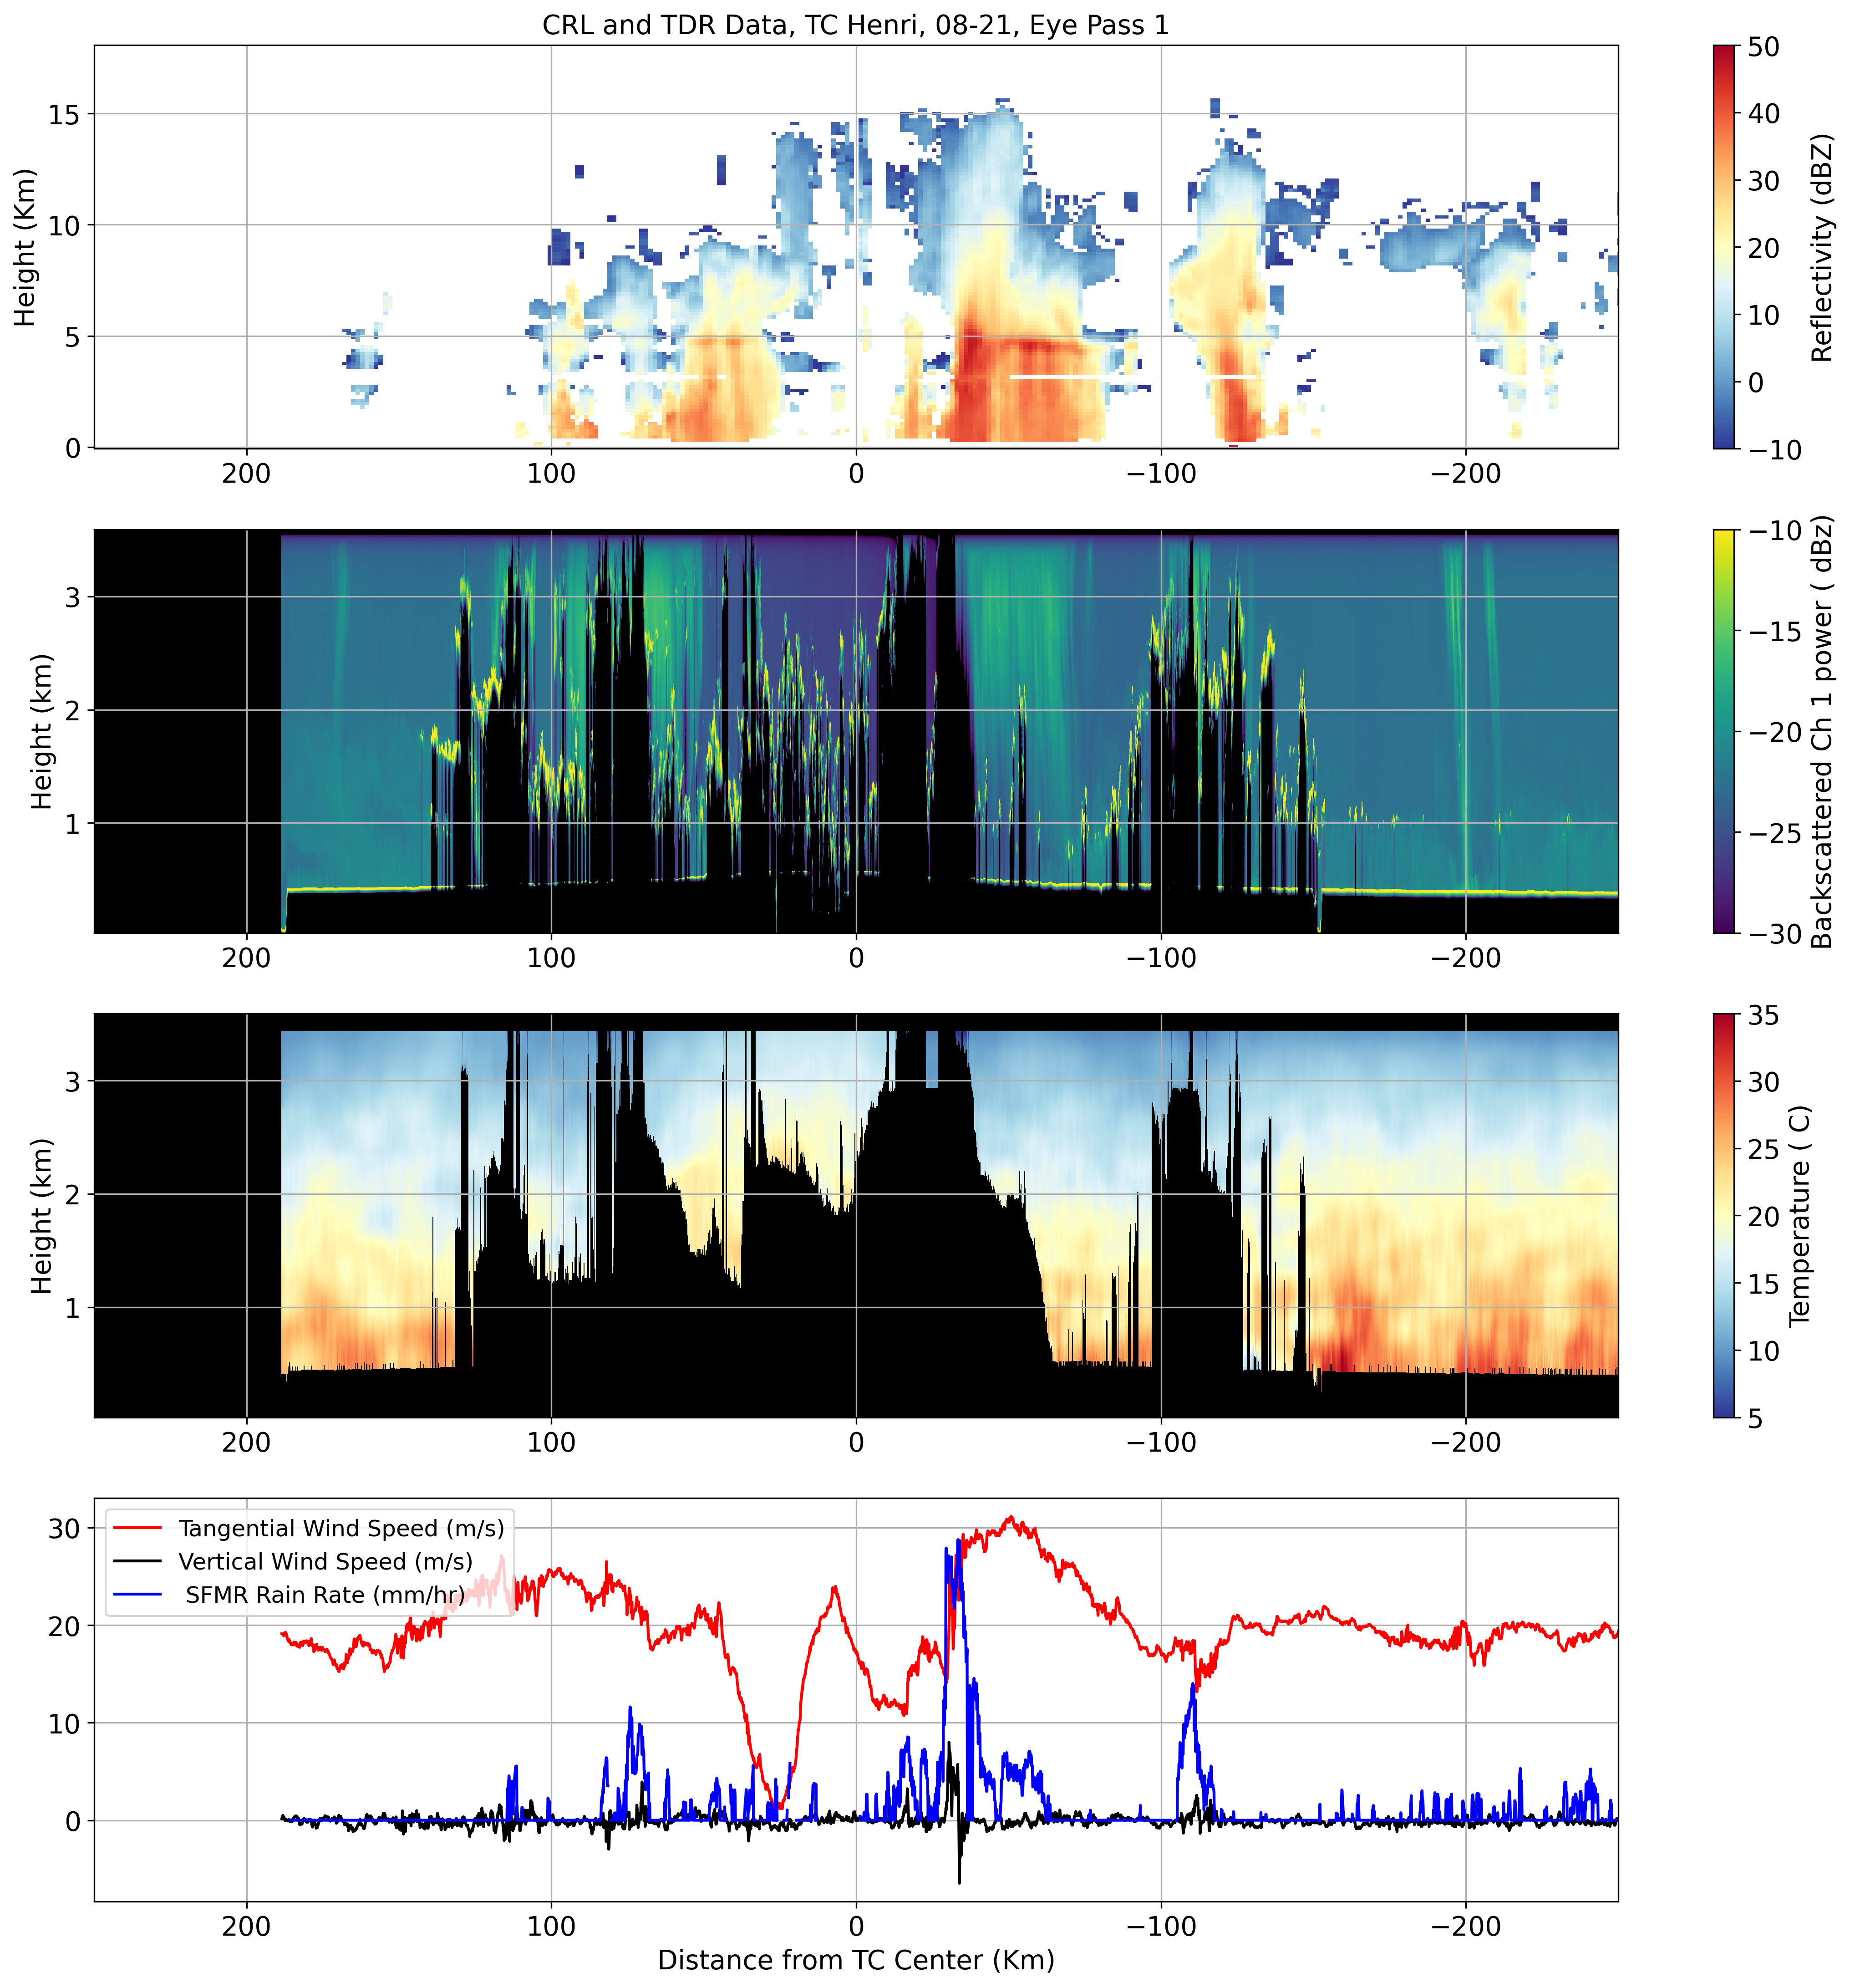 CRL and TDR Data, TC Henri, 08-21, Eye Pass 1
Height (Km)
15
10
5
0
200 100 0 −100 −200
50
40
30
20
10
0
−10
Reflectivity (dBZ)
Height (km)
3
2
1
200 100 0 −100 −200
−10
−15
−20
−25
−30
Backscattered Ch 1 power ( dBz)
Height (km)
3
2
1
200 100 0 −100 −200
35
30
25
20
15
10
5
Temperature ( C)
30
20
10
0
Tangential Wind Speed (m/s)
Vertical Wind Speed (m/s)
SFMR Rain Rate (mm/hr)
200 100 0 −100 −200
Distance from TC Center (Km)